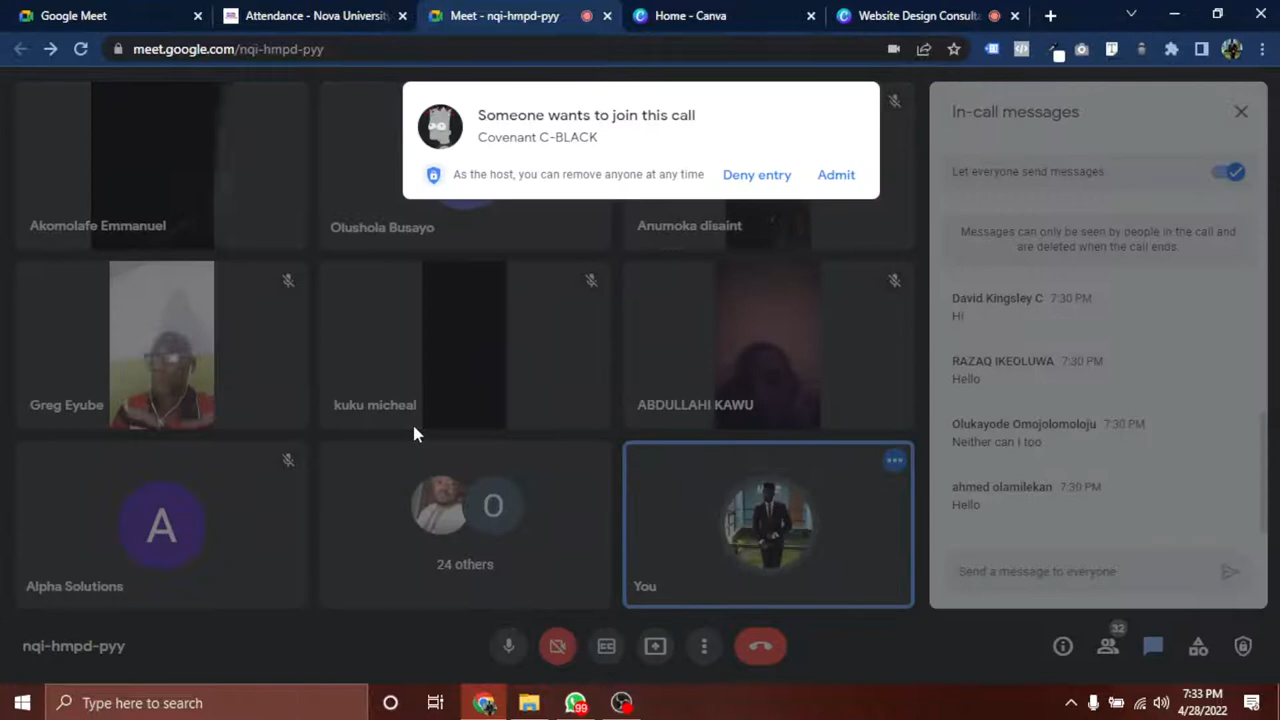 Google Meet
Attendance - Nova Universit
Meet - nqi-hmpd-pyy
Home - Canva
Website Design Consulta
meet.google.com/nqi-hmpd-pyy
Someone wants to join this call
Covenant C-BLACK
As the host, you can remove anyone at any time
Deny entry
Admit
Akomolafe Emmanuel
Olushola Busayo
Anumoka disaint
Greg Eyube
kuku micheal
ABDULLAHI KAWU
A
Alpha Solutions
O
24 others
You
In-call messages
Let everyone send messages
Messages can only be seen by people in the call and
are deleted when the call ends.
David Kingsley C 7:30 PM
Hi
RAZAQ IKEOLUWA 7:30 PM
Hello
Olukayode Omojolomoloju 7:30 PM
Neither can I too
ahmed olamilekan 7:30 PM
Hello
Send a message to everyone
nqi-hmpd-pyy
32
Type here to search
99
7:33 PM
4/28/2022